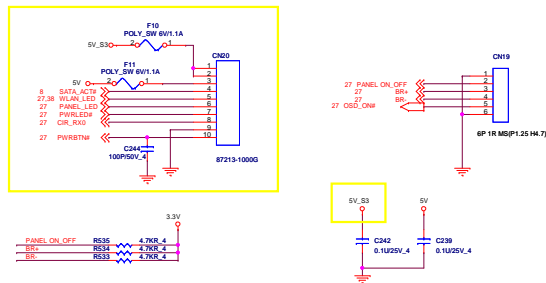 F10
POLY_SW 6V/1.1A
5V_S3 2 1
CN20
F11
POLY_SW 6V/1.1A
5V 2 1
1
2
3
8 SATA_ACT# 4
27,38 WLAN_LED 5
27 PANEL_LED 6
27 PWRLED# 7
27 CIR_RX0 8
9
27 PWRBTN# 10
C244
100P/50V_4
87213-1000G
CN19
1
27 PANEL ON_OFF 2
27 BR+ 3
27 BR- 4
27 OSD_ON# 5
6
6P 1R MS(P1.25 H4.7)
3.3V
PANEL ON_OFF R535 4.7KR_4
BR+ R534 4.7KR_4
BR- R533 4.7KR_4
5V_S3 5V
C242 C239
0.1U/25V_4 0.1U/25V_4